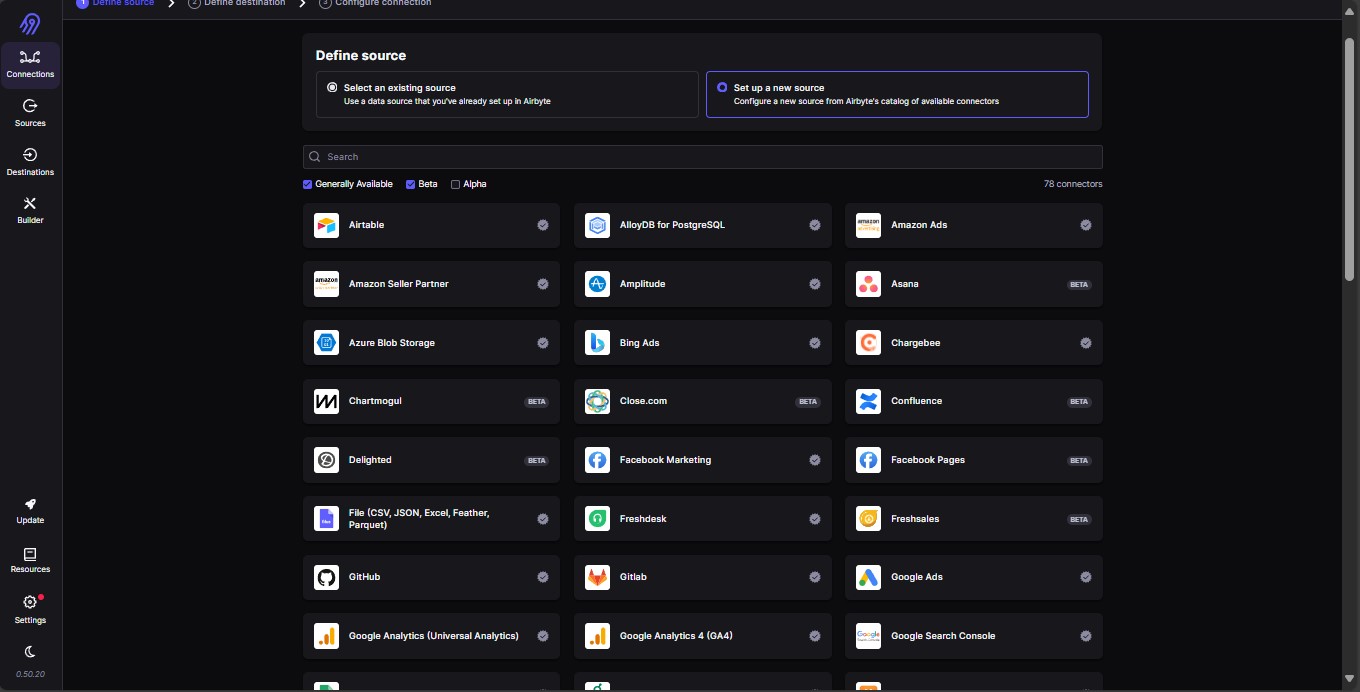 1 Define source 2 Define destination 3 Configure connection
Connections
Sources
Destinations
Builder
Update
Resources
Settings
0.50.20
Define source
Select an existing source
Use a data source that you've already set up in Airbyte
Set up a new source
Configure a new source from Airbyte's catalog of available connectors
Search
Generally Available Beta Alpha 78 connectors
Airtable
AlloyDB for PostgreSQL
amazon
Amazon Ads
amazon
Amazon Seller Partner
Amplitude
Asana BETA
Azure Blob Storage
Bing Ads
Chargebee
Chartmogul BETA
Close.com BETA
Confluence BETA
Delighted BETA
Facebook Marketing
Facebook Pages BETA
File (CSV, JSON, Excel, Feather,
Parquet)
Freshdesk
Freshsales BETA
GitHub
Gitlab
Google Ads
Google Analytics (Universal Analytics)
Google Analytics 4 (GA4)
Google
Google Search Console